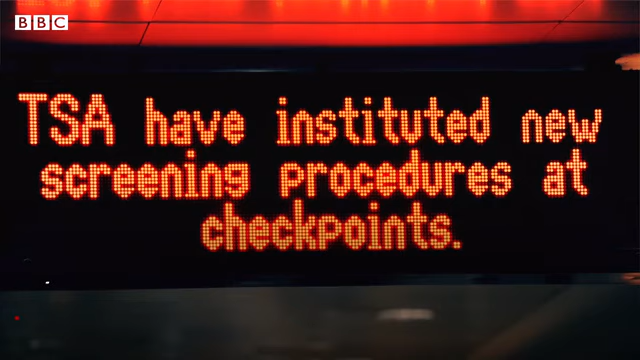 BBC
TSA have instituted new
screening procedures at
checkpoints.